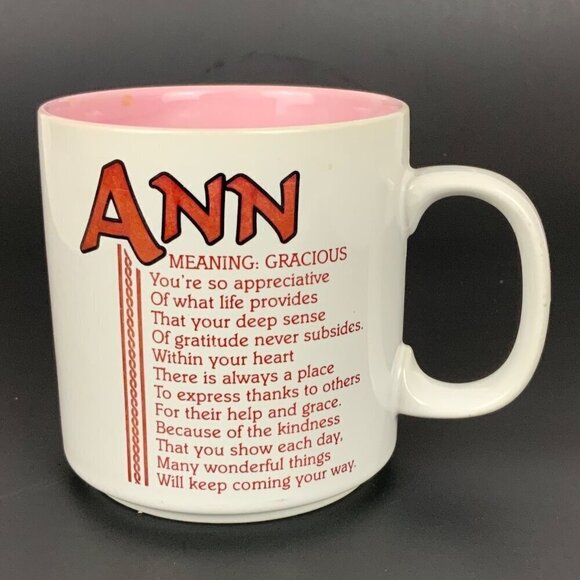 ANN
MEANING: GRACIOUS
You're so appreciative
Of what life provides
That your deep sense
Of gratitude never subsides.
Within your heart
There is always a place
To express thanks to others
For their help and grace.
Because of the kindness
That you show each day,
Many wonderful things
Will keep coming your way.